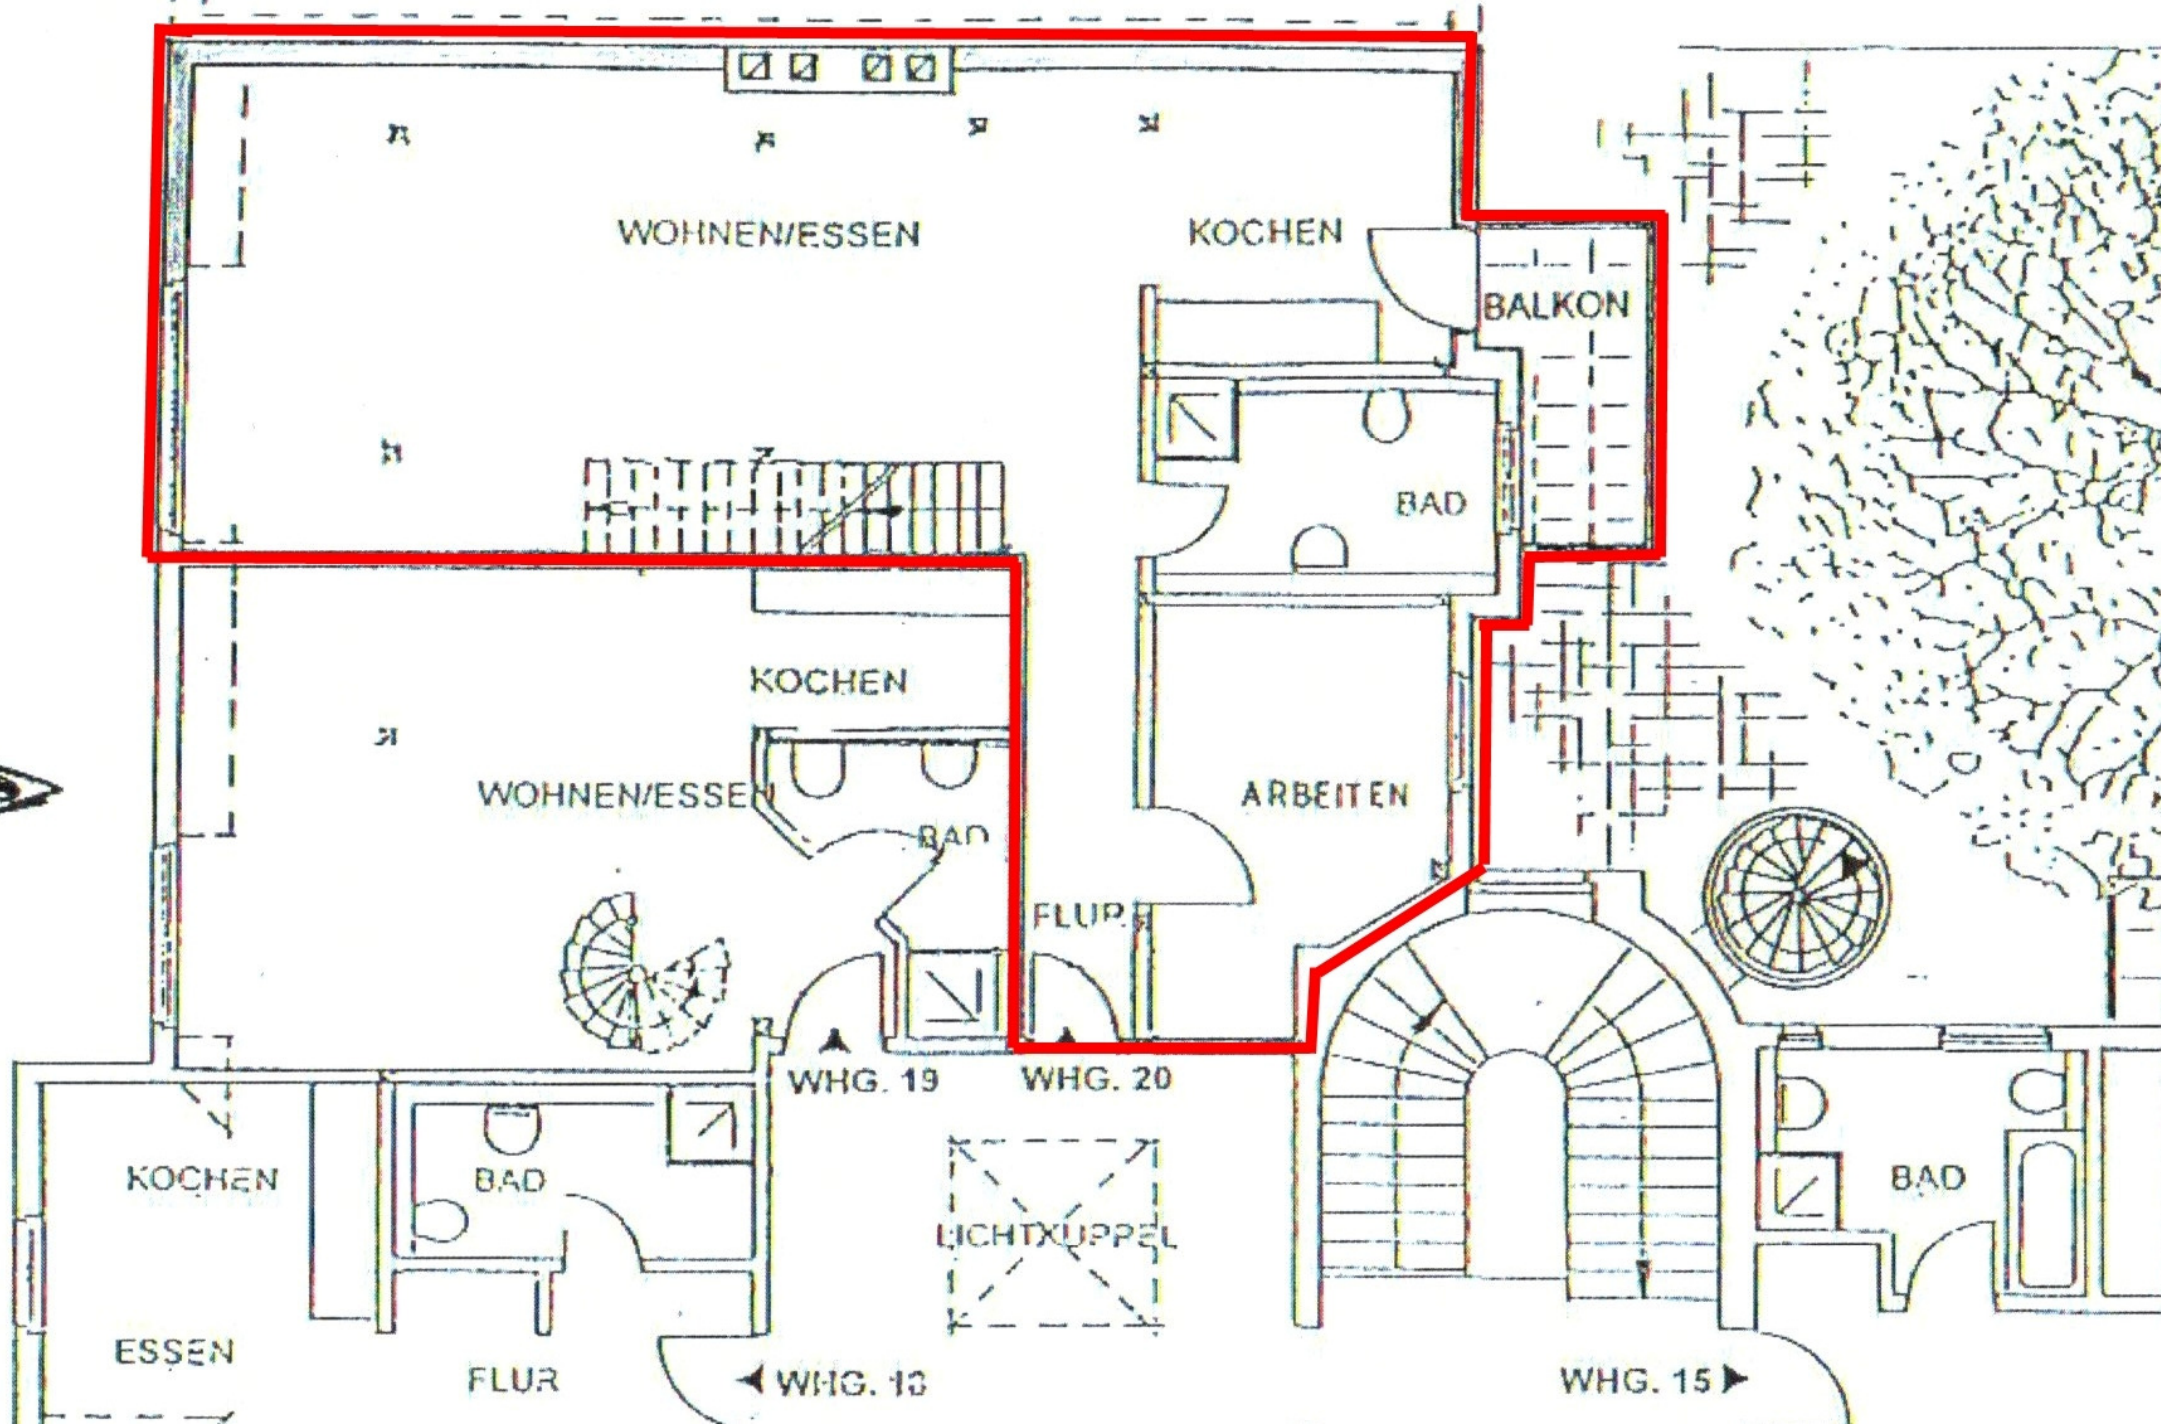 WOHNEN/ESSEN
KOCHEN
BALKON
BAD
KOCHEN
WOHNEN/ESSEN
ARBEITEN
BAD
FLUR
WHG. 19
WHG. 20
KOCHEN
BAD
BAD
LICHTKUPPEL
ESSEN
FLUR
WHG.
WHG. 15